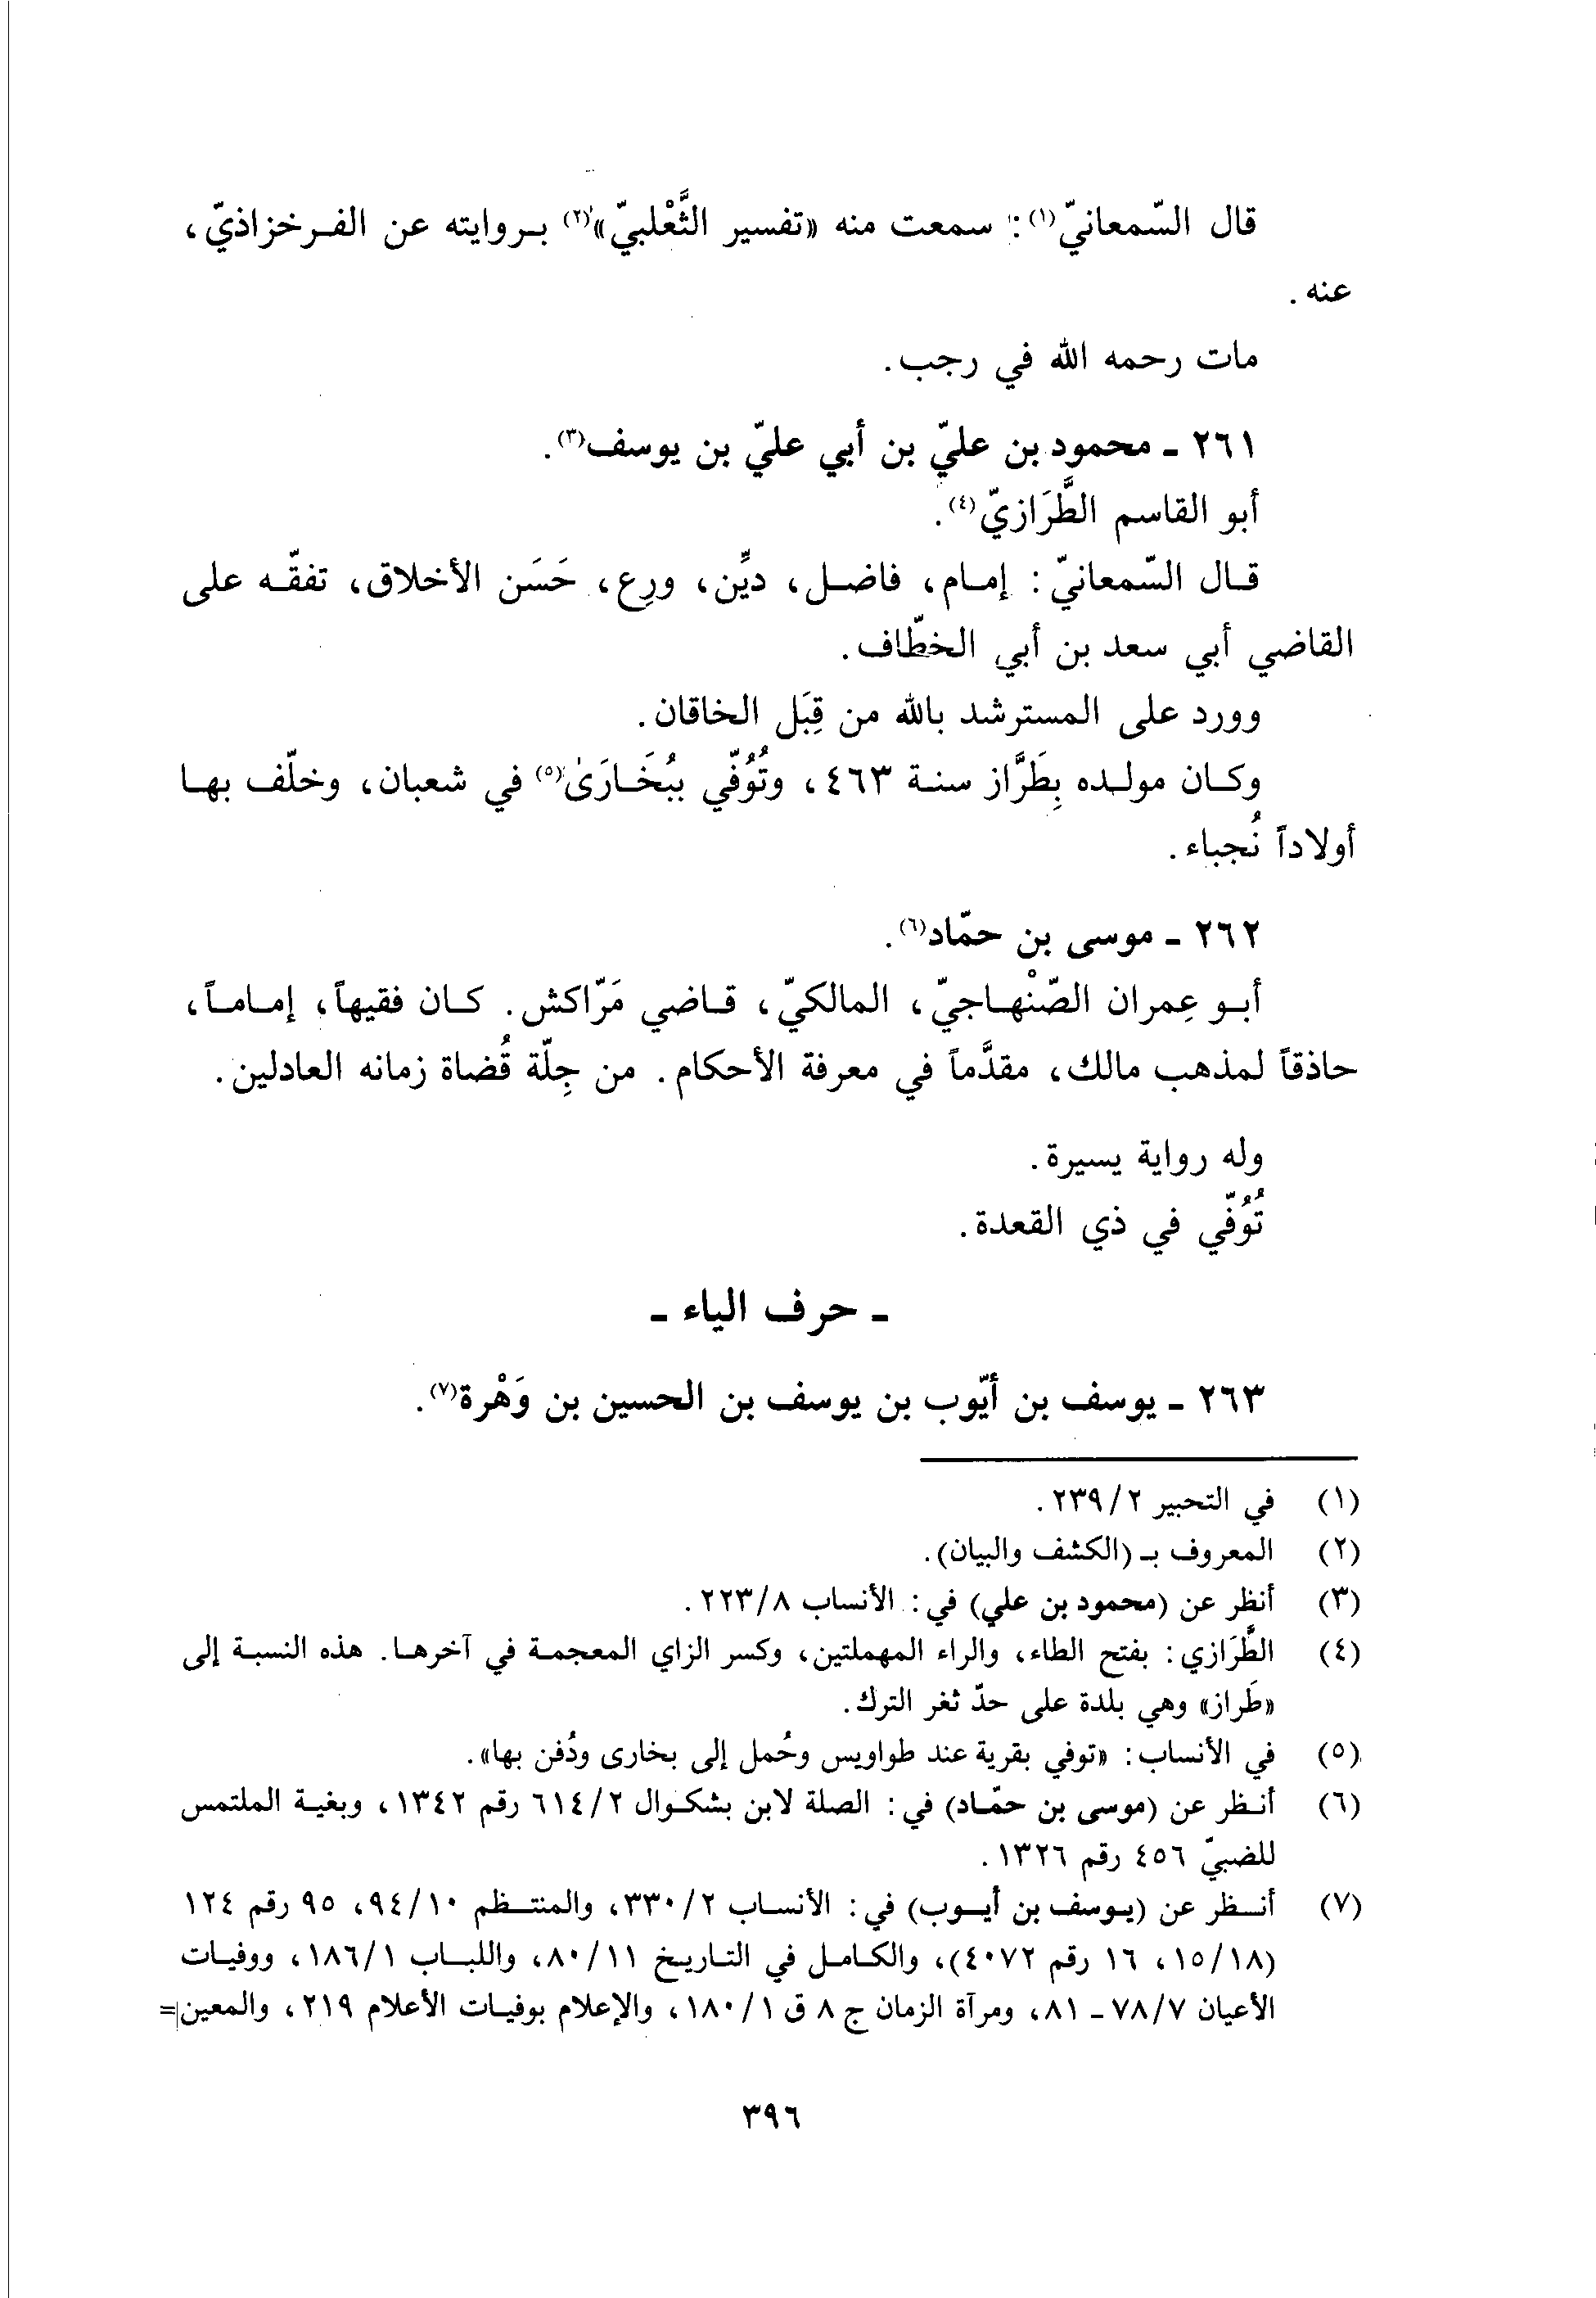 قال السّمعانيّ(١): سمعت منه «تفسير الثَّعْلبيّ»(٢) بروايته عن الفرخزاذيّ،
عنه.
مات رحمه الله في رجب.
٢٦١ - محمود بن عليّ بن أبي عليّ بن يوسف(٣).
أبو القاسم الطَّرَازيّ(٤).
قال السّمعانيّ: إمام، فاضل، ديِّن، ورِع، حَسَن الأخلاق، تفقّه على
القاضي أبي سعد بن أبي الخطّاف.
وورد على المسترشد بالله من قِبَل الخاقان.
وكان مولده بِطَرَّاز سنة ٤٦٣، وتُوُفّي ببُخَارَىٰ(٥) في شعبان، وخلّف بها
أولاداً نُجباء.
٢٦٢ - موسى بن حمّاد(٦).
أبو عِمران الصّنْهاجيّ، المالكيّ، قاضي مَرّاكش. كان فقيهاً، إماماً،
حاذقاً لمذهب مالك، مقدَّماً في معرفة الأحكام. من جِلّة قُضاة زمانه العادلين.
وله رواية يسيرة.
تُوُفّي في ذي القعدة.
- حرف الياء -
٢٦٣ - يوسف بن أيّوب بن يوسف بن الحسين بن وَهْرة(٧).
(١) في التحبير ٢/٢٣٩.
(٢) المعروف بـ (الكشف والبيان).
(٣) أنظر عن (محمود بن علي) في: الأنساب ٨/٢٢٣.
(٤) الطَّرَازي: بفتح الطاء، والراء المهملتين، وكسر الزاي المعجمة في آخرها. هذه النسبة إلى
«طَراز» وهي بلدة على حدّ ثغر الترك.
(٥) في الأنساب: «توفي بقرية عند طواويس وحُمل إلى بخارى ودُفن بها».
(٦) أنظر عن (موسى بن حمّاد) في: الصلة لابن بشكوال ٢/٦١٤ رقم ١٣٤٢، وبغية الملتمس
للضبيّ ٤٥٦ رقم ١٣٢٦.
(٧) أنظر عن (يوسف بن أيوب) في: الأنساب ٢/٣٣٠، والمنتظم ١٠/٩٤، ٩٥ رقم ١٢٤
(١٨/١٥، ١٦ رقم ٤٠٧٢)، والكامل في التاريخ ١١/٨٠، واللباب ١/١٨٦، ووفيات
الأعيان ٧/٧٨ - ٨١، ومرآة الزمان ج ٨ ق ١/١٨٠، والإعلام بوفيات الأعلام ٢١٩، والمعين=
٣٩٦